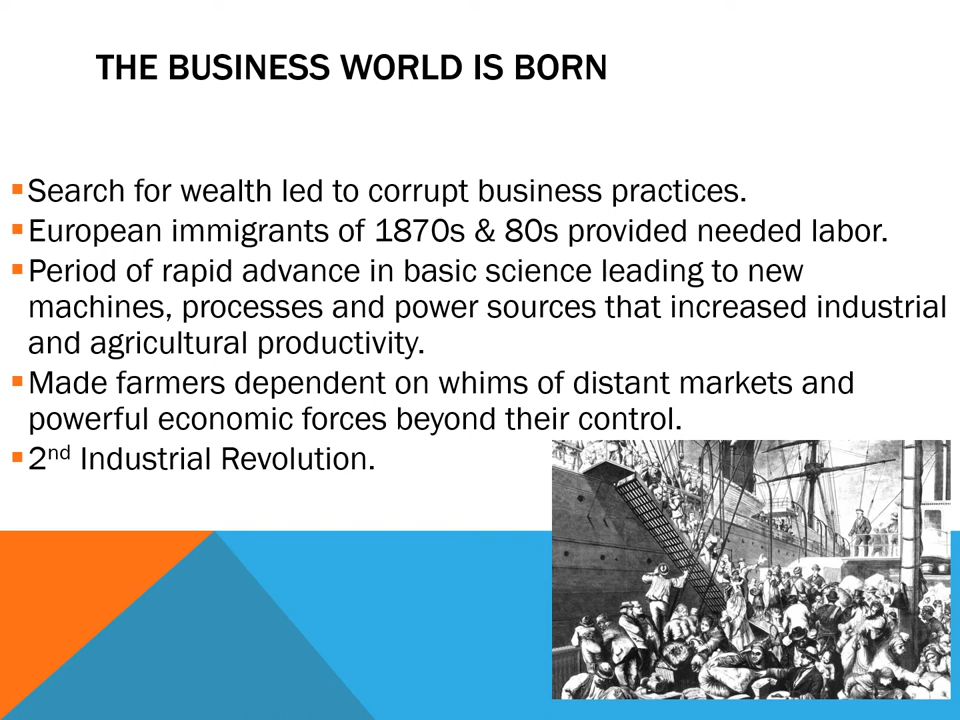 THE BUSINESS WORLD IS BORN
▪Search for wealth led to corrupt business practices.
▪European immigrants of 1870s & 80s provided needed labor.
▪Period of rapid advance in basic science leading to new
machines, processes and power sources that increased industrial
and agricultural productivity.
▪Made farmers dependent on whims of distant markets and
powerful economic forces beyond their control.
▪2nd Industrial Revolution.